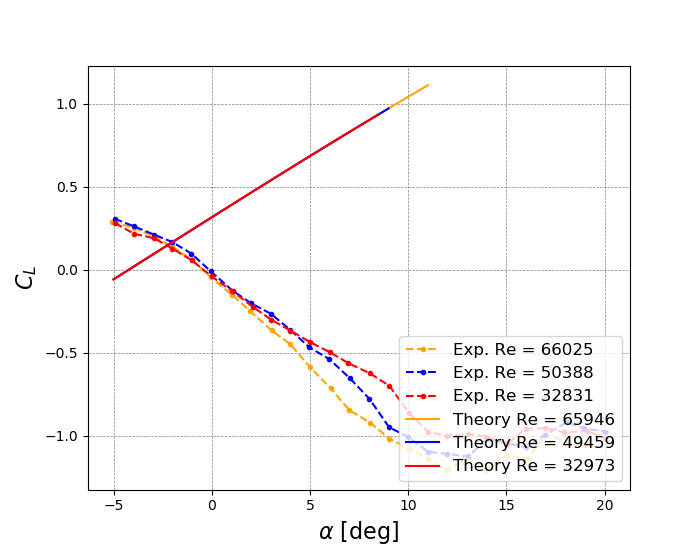 1.0
0.5
0.0
−0.5
−1.0
C_L
Exp. Re = 66025
Exp. Re = 50388
Exp. Re = 32831
Theory Re = 65946
Theory Re = 49459
Theory Re = 32973
−5 0 5 10 15 20
α [deg]